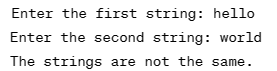 Enter the first string: hello
Enter the second string: world
The strings are not the same.